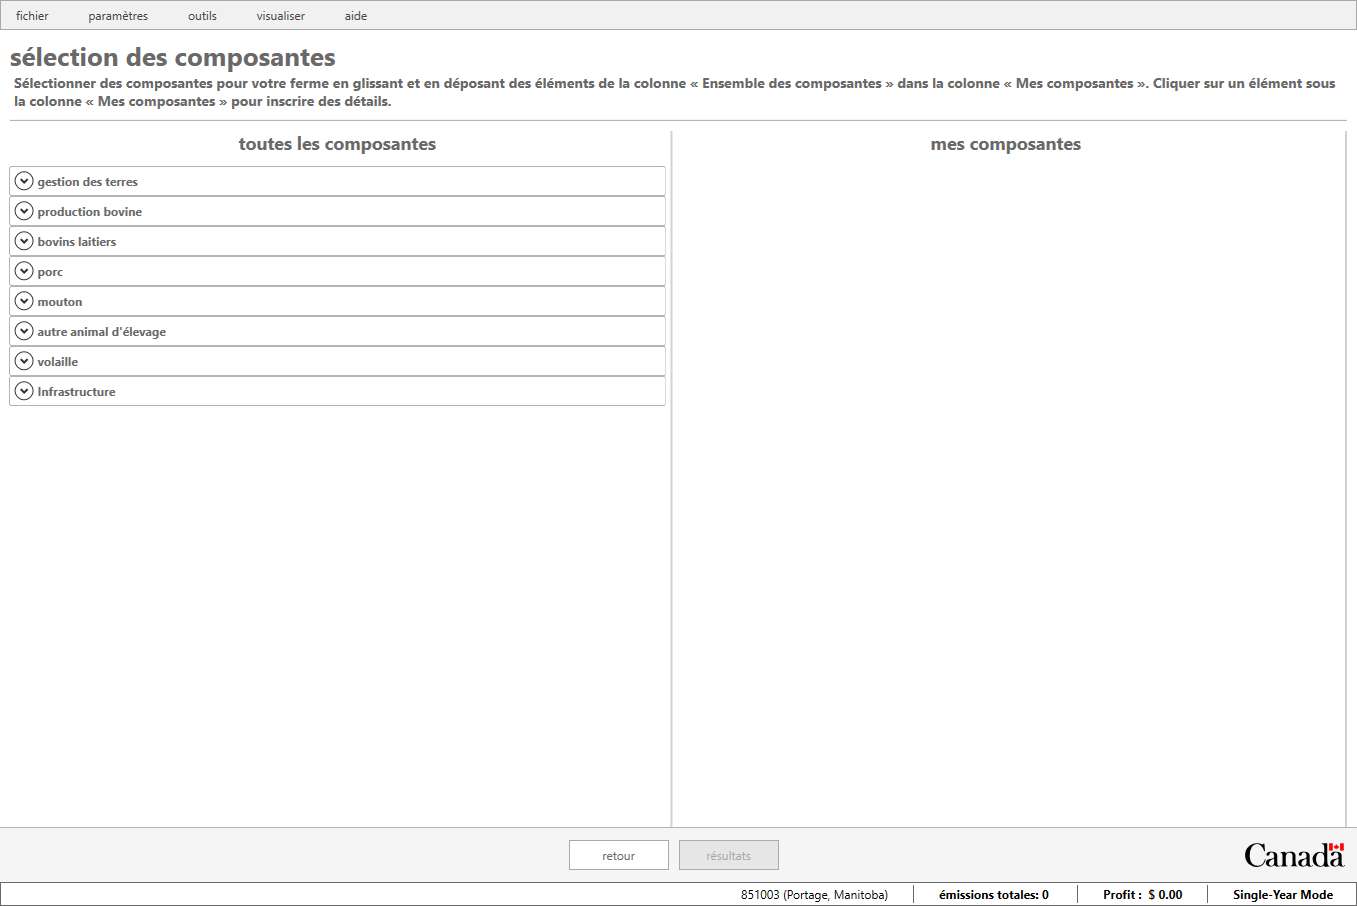 fichier paramètres outils visualiser aide
sélection des composantes
Sélectionner des composantes pour votre ferme en glissant et en déposant des éléments de la colonne « Ensemble des composantes » dans la colonne « Mes composantes ». Cliquer sur un élément sous
la colonne « Mes composantes » pour inscrire des détails.
toutes les composantes
gestion des terres
production bovine
bovins laitiers
porc
mouton
autre animal d'élevage
volaille
Infrastructure
mes composantes
retour résultats
Canada
851003 (Portage, Manitoba) émissions totales: 0 Profit : $ 0.00 Single-Year Mode